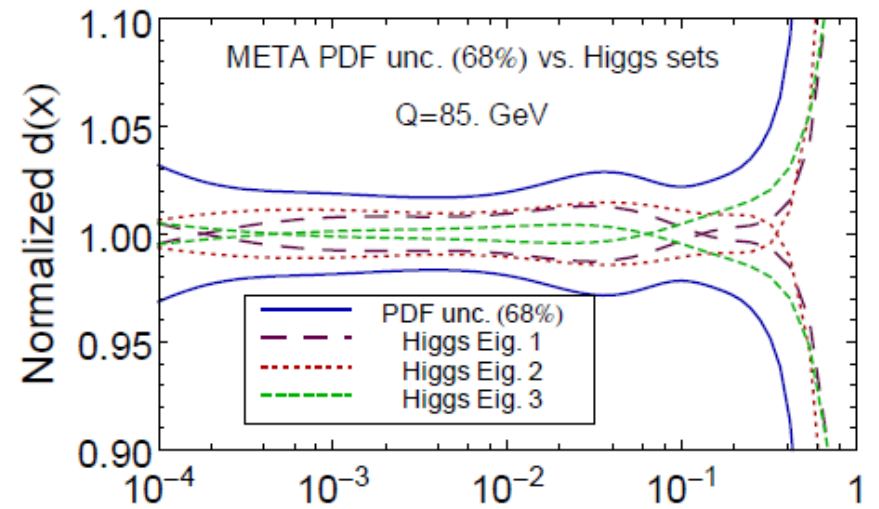 1.10
META PDF unc. (68%) vs. Higgs sets
Q=85. GeV
1.05
Normalized d(x)
1.00
0.95
0.90
PDF unc. (68%)
Higgs Eig. 1
Higgs Eig. 2
Higgs Eig. 3
10⁻⁴ 10⁻³ 10⁻² 10⁻¹ 1